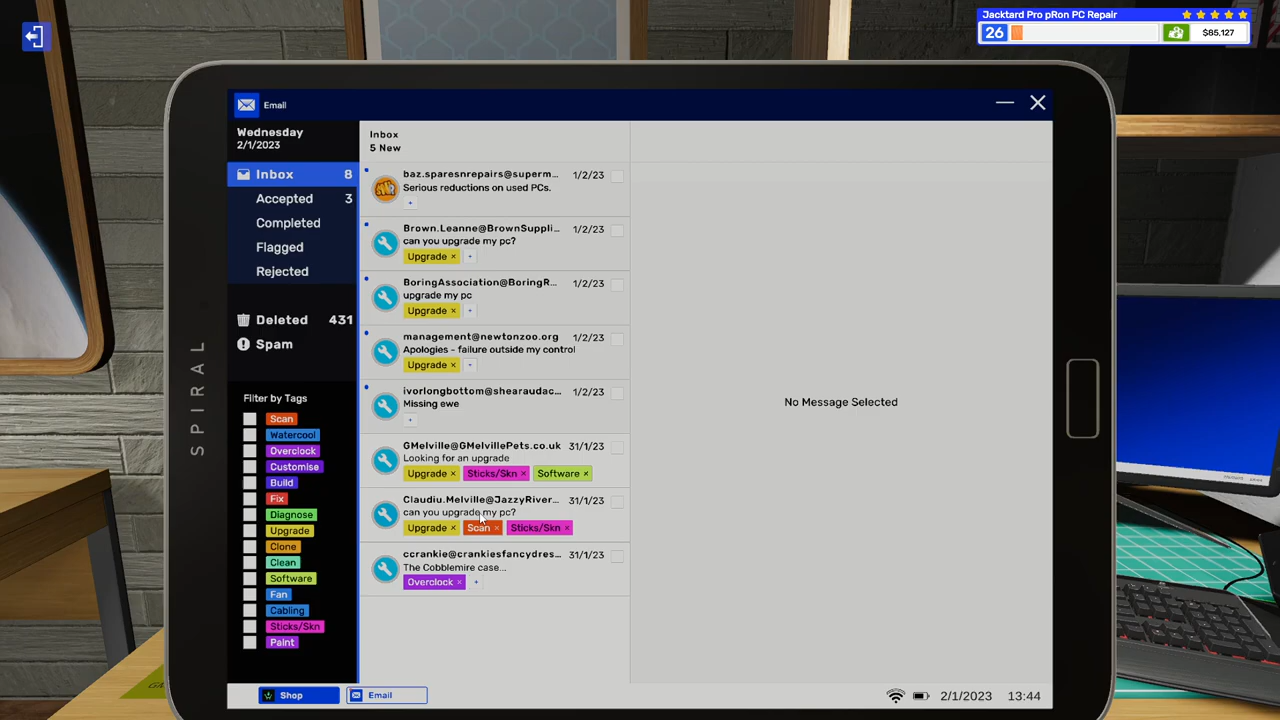 Jacktard Pro pRon PC Repair
26
$85,127
Email
Wednesday
2/1/2023
Inbox 8
Accepted 3
Completed
Flagged
Rejected
Deleted 431
Spam
Filter by Tags
Scan
Watercool
Overclock
Customise
Build
Fix
Diagnose
Upgrade
Clone
Clean
Software
Fan
Cabling
Sticks/Skn
Paint
Inbox
5 New
baz.sparesnrepairs@superm... 1/2/23
Serious reductions on used PCs.
+
Brown.Leanne@BrownSuppli... 1/2/23
can you upgrade my pc?
Upgrade × +
BoringAssociation@BoringR... 1/2/23
upgrade my pc
Upgrade × +
management@newtonzoo.org 1/2/23
Apologies - failure outside my control
Upgrade × +
ivorlongbottom@shearaudac... 1/2/23
Missing ewe
+
GMelville@GMelvillePets.co.uk 31/1/23
Looking for an upgrade
Upgrade × Sticks/Skn × Software ×
Claudiu.Melville@JazzyRiver... 31/1/23
can you upgrade my pc?
Upgrade × Scan × Sticks/Skn ×
ccrankie@crankiesfancydres... 31/1/23
The Cobblemire case...
Overclock × +
No Message Selected
SPIRAL
Shop
Email
2/1/2023 13:44